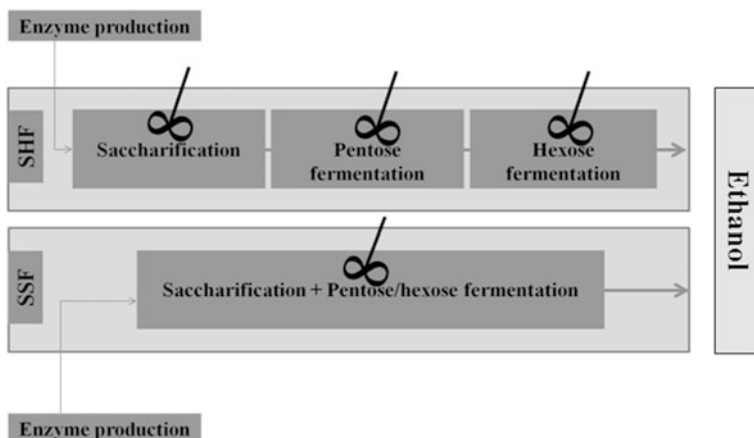 Enzyme production
SHF
Saccharification
Pentose
fermentation
Hexose
fermentation
Ethanol
SSF
Saccharification + Pentose/hexose fermentation
Enzyme production